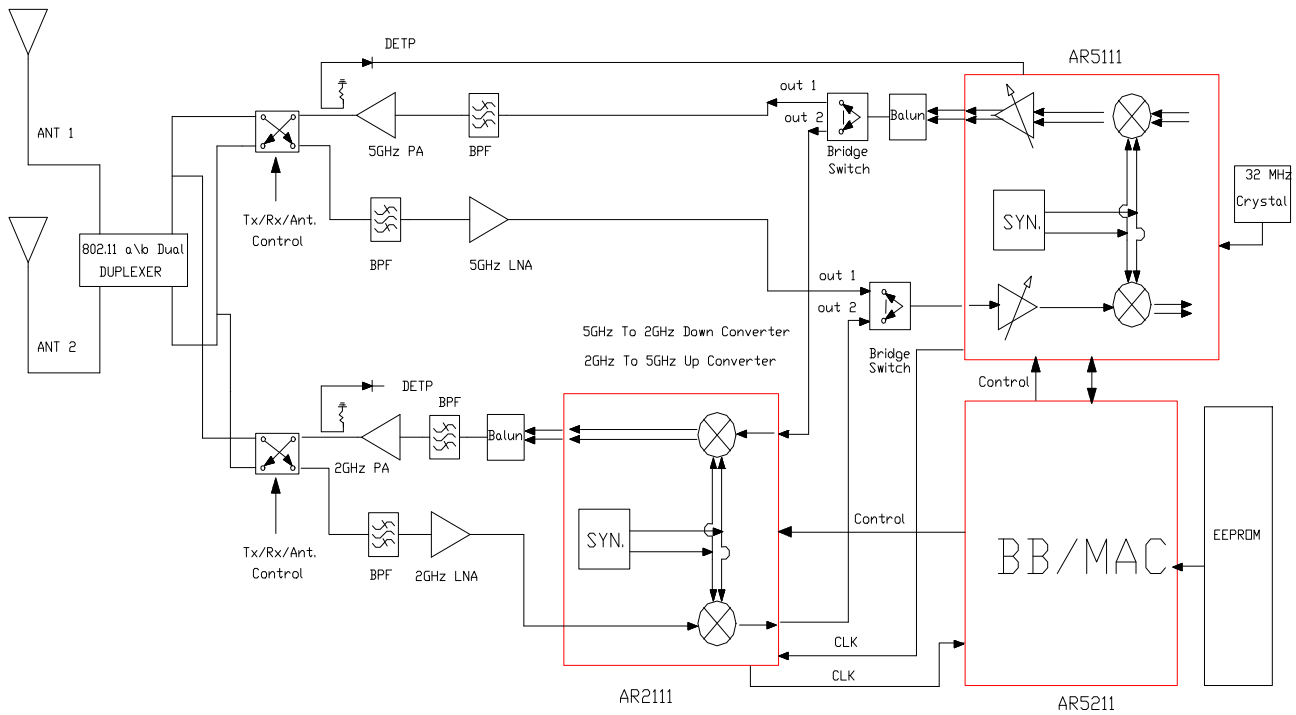 DETP
AR5111
out 1
out 2
Balun
ANT 1
5GHz PA
BPF
Bridge
Switch
32 MHz
Crystal
Tx/Rx/Ant.
Control
SYN.
802.11 a\b Dual
DUPLEXER
BPF
5GHz LNA
out 1
out 2
5GHz To 2GHz Down Converter
2GHz To 5GHz Up Converter
ANT 2
Bridge
Switch
Control
DETP
BPF
Balun
2GHz PA
Control
SYN.
BB/MAC
EEPROM
Tx/Rx/Ant.
Control
BPF
2GHz LNA
CLK
CLK
AR2111
AR5211